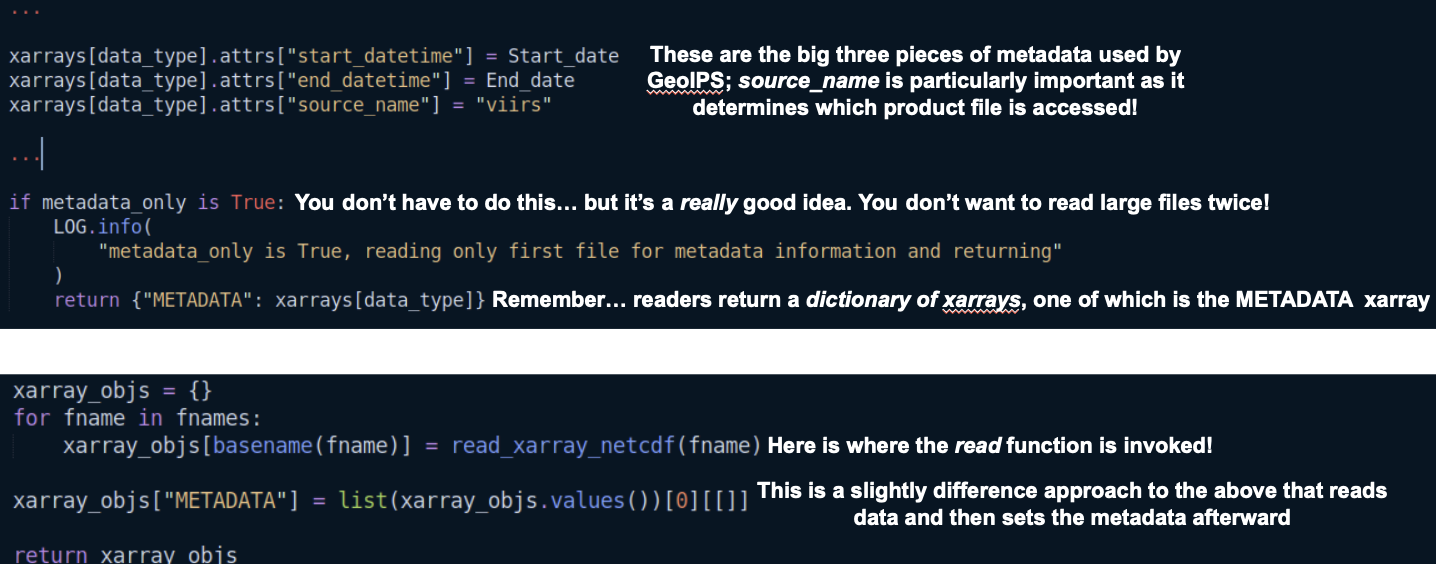 ...
xarrays[data_type].attrs["start_datetime"] = Start_date
xarrays[data_type].attrs["end_datetime"] = End_date
xarrays[data_type].attrs["source_name"] = "viirs"
These are the big three pieces of metadata used by
GeoIPS; source_name is particularly important as it
determines which product file is accessed!
...
if metadata_only is True: You don't have to do this... but it's a really good idea. You don't want to read large files twice!
LOG.info(
"metadata_only is True, reading only first file for metadata information and returning"
)
return {"METADATA": xarrays[data_type]} Remember... readers return a dictionary of xarrays, one of which is the METADATA xarray
xarray_objs = {}
for fname in fnames:
xarray_objs[basename(fname)] = read_xarray_netcdf(fname) Here is where the read function is invoked!
xarray_objs["METADATA"] = list(xarray_objs.values())[0][[]]
This is a slightly difference approach to the above that reads
data and then sets the metadata afterward
return xarray_objs